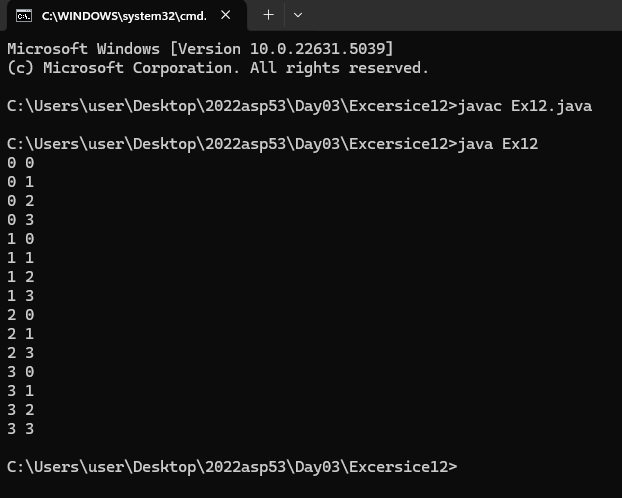 C:\WINDOWS\system32\cmd.
Microsoft Windows [Version 10.0.22631.5039]
(c) Microsoft Corporation. All rights reserved.
C:\Users\user\Desktop\2022asp53\Day03\Excersice12>javac Ex12.java
C:\Users\user\Desktop\2022asp53\Day03\Excersice12>java Ex12
0 0
0 1
0 2
0 3
1 0
1 1
1 2
1 3
2 0
2 1
2 3
3 0
3 1
3 2
3 3
C:\Users\user\Desktop\2022asp53\Day03\Excersice12>